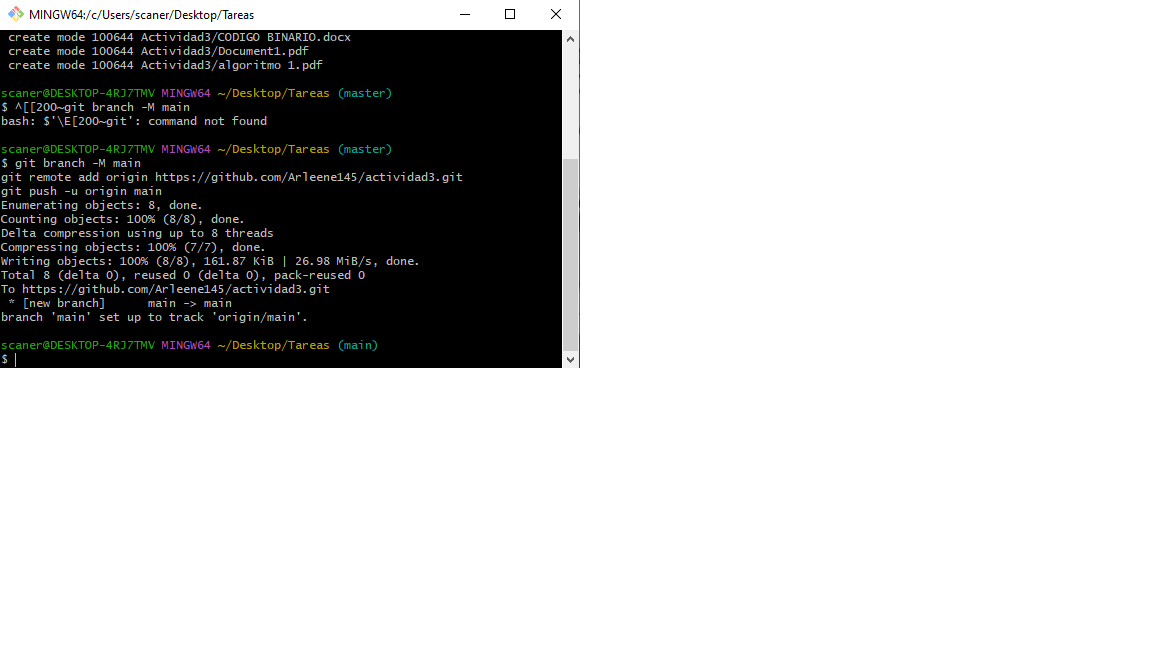 MINGW64:/c/Users/scaner/Desktop/Tareas
create mode 100644 Actividad3/CODIGO BINARIO.docx
create mode 100644 Actividad3/Document1.pdf
create mode 100644 Actividad3/algoritmo 1.pdf
scaner@DESKTOP-4RJ7TMV MINGW64 ~/Desktop/Tareas (master)
$ ^[[200~git branch -M main
bash: $'\E[200~git': command not found
scaner@DESKTOP-4RJ7TMV MINGW64 ~/Desktop/Tareas (master)
$ git branch -M main
git remote add origin https://github.com/Arleene145/actividad3.git
git push -u origin main
Enumerating objects: 8, done.
Counting objects: 100% (8/8), done.
Delta compression using up to 8 threads
Compressing objects: 100% (7/7), done.
Writing objects: 100% (8/8), 161.87 KiB | 26.98 MiB/s, done.
Total 8 (delta 0), reused 0 (delta 0), pack-reused 0
To https://github.com/Arleene145/actividad3.git
* [new branch]      main -> main
branch 'main' set up to track 'origin/main'.
scaner@DESKTOP-4RJ7TMV MINGW64 ~/Desktop/Tareas (main)
$